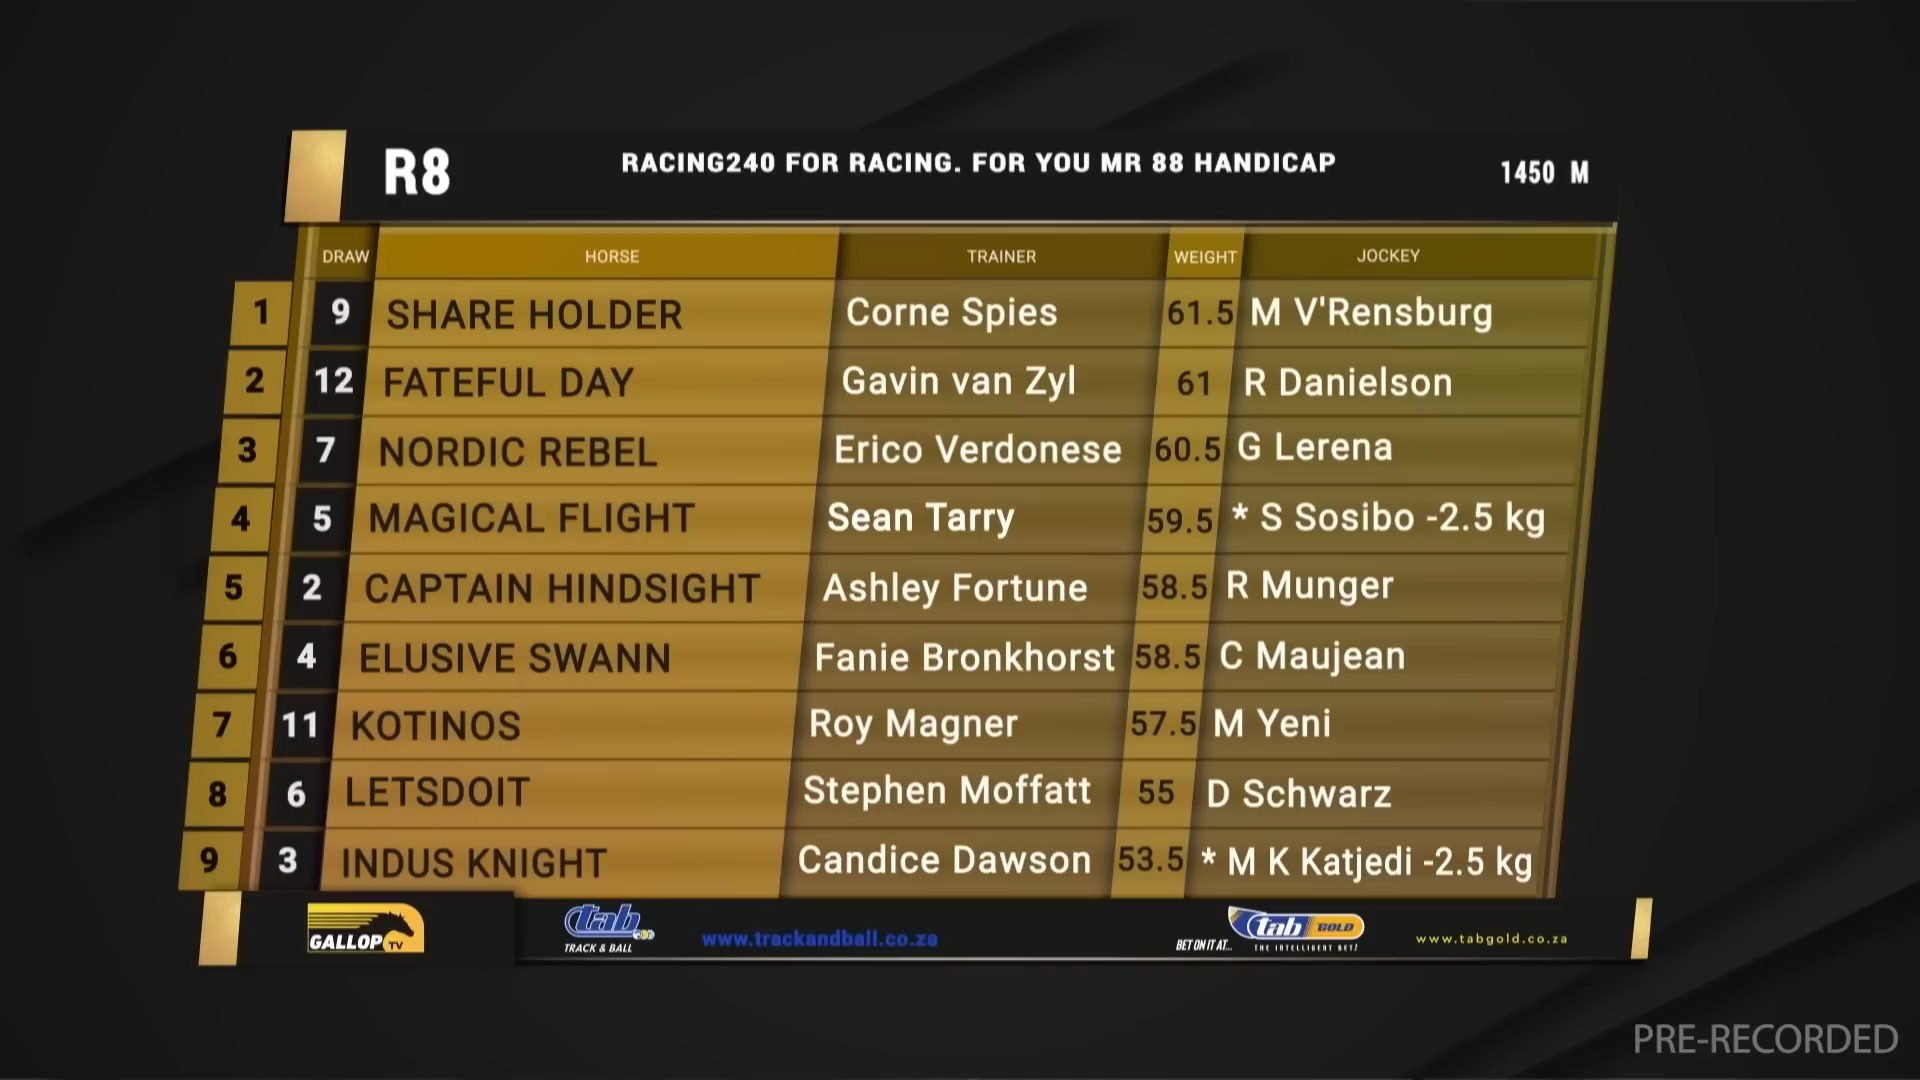 R8 RACING240 FOR RACING. FOR YOU MR 88 HANDICAP 1450 M
DRAW HORSE TRAINER WEIGHT JOCKEY
1 9 SHARE HOLDER Corne Spies 61.5 M V'Rensburg
2 12 FATEFUL DAY Gavin van Zyl 61 R Danielson
3 7 NORDIC REBEL Erico Verdonese 60.5 G Lerena
4 5 MAGICAL FLIGHT Sean Tarry 59.5 * S Sosibo -2.5 kg
5 2 CAPTAIN HINDSIGHT Ashley Fortune 58.5 R Munger
6 4 ELUSIVE SWANN Fanie Bronkhorst 58.5 C Maujean
7 11 KOTINOS Roy Magner 57.5 M Yeni
8 6 LETSDOIT Stephen Moffatt 55 D Schwarz
9 3 INDUS KNIGHT Candice Dawson 53.5 * M K Katjedi -2.5 kg
GALLOP TV
tab
TRACK & BALL
www.trackandball.co.za
BET ON IT AT...
tab GOLD
THE INTELLIGENT BET!
www.tabgold.co.za
PRE-RECORDED